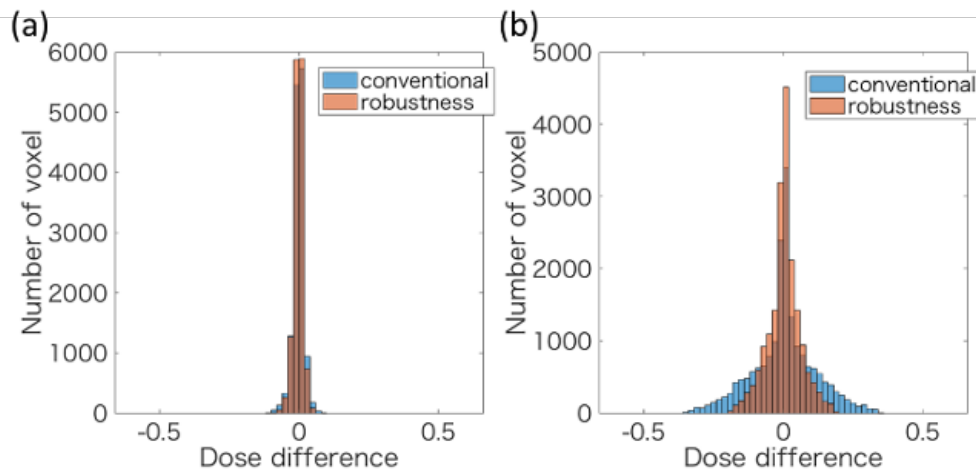 (a)
6000
5000
4000
3000
2000
1000
0
Number of voxel
-0.5 0 0.5
Dose difference
conventional
robustness
(b)
5000
4000
3000
2000
1000
0
Number of voxel
-0.5 0 0.5
Dose difference
conventional
robustness